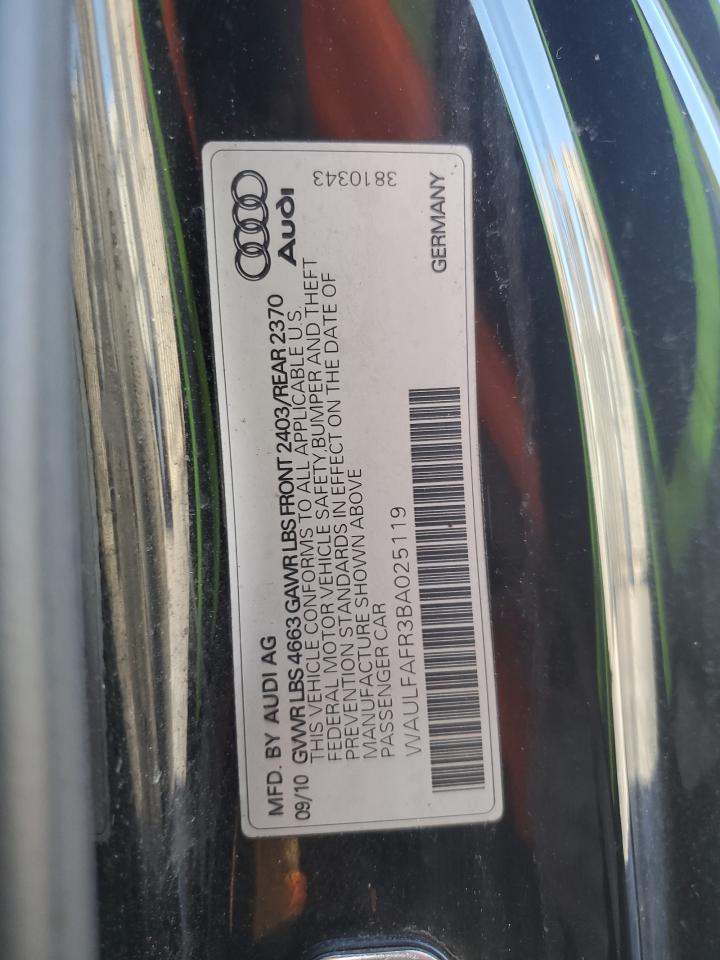 MFD. BY AUDI AG
Audi
3810343
09/10 GVWR LBS 4663 GAWR LBS FRONT 2403/REAR 2370
THIS VEHICLE CONFORMS TO ALL APPLICABLE U.S.
FEDERAL MOTOR VEHICLE SAFETY, BUMPER AND THEFT
PREVENTION STANDARDS IN EFFECT ON THE DATE OF
MANUFACTURE SHOWN ABOVE
PASSENGER CAR
WAULFAFR3BA025119
GERMANY